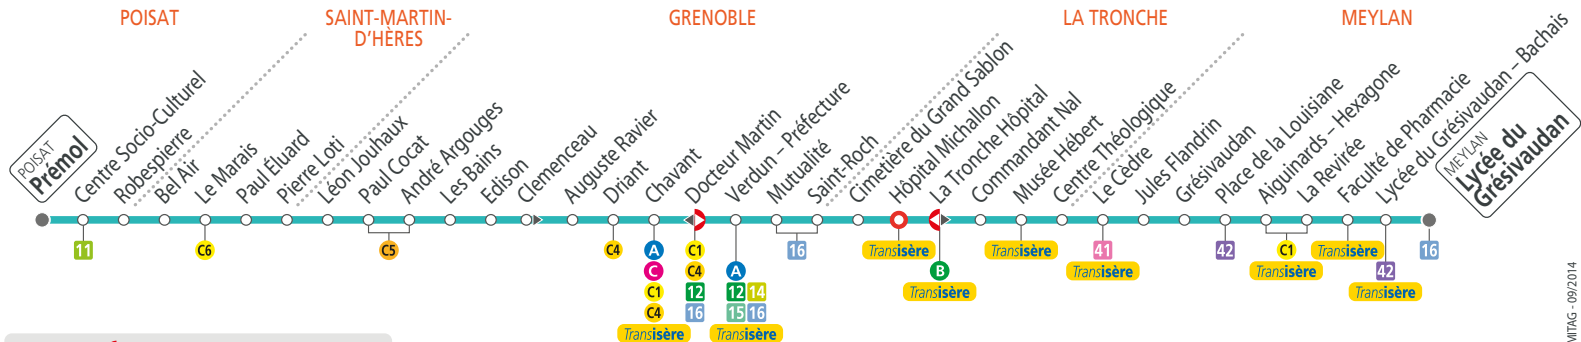 POISAT
SAINT-MARTIN-
D'HÈRES
GRENOBLE
LA TRONCHE
MEYLAN
POISAT
Prémol
Centre Socio-Culturel
Robespierre
Bel Air
Le Marais
Paul Éluard
Pierre Loti
Léon Jouhaux
Paul Cocat
André Argouges
Les Bains
Edison
Clemenceau
Auguste Ravier
Driant
Chavant
Docteur Martin
Verdun – Préfecture
Mutualité
Saint-Roch
Cimetière du Grand Sablon
Hôpital Michallon
La Tronche Hôpital
Commandant Nal
Musée Hébert
Centre Théologique
Le Cèdre
Jules Flandrin
Grésivaudan
Place de la Louisiane
Aiguinards – Hexagone
La Revirée
Faculté de Pharmacie
Lycée du Grésivaudan – Bachais
MEYLAN
Lycée du
Grésivaudan
11
C6
C5
C4
A
C
C1
C4
Transisère
C1
C4
12
16
A
12 14
15 16
Transisère
16
Transisère
B
Transisère
Transisère
41
Transisère
42
C1
Transisère
Transisère
42
Transisère
16
MITAG - 09/2014